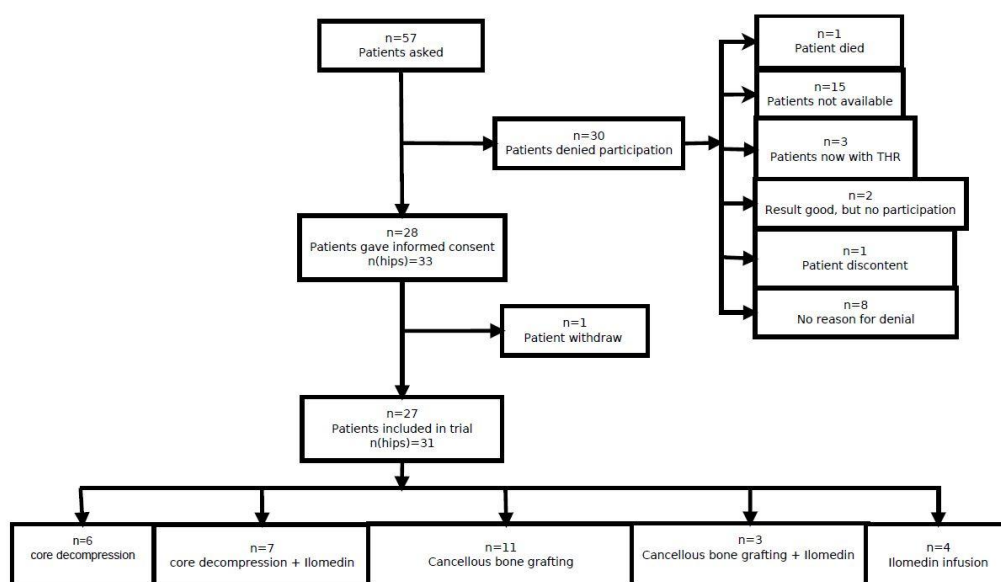 n=57
Patients asked
n=1
Patient died
n=15
Patients not available
n=30
Patients denied participation
n=3
Patients now with THR
n=2
Result good, but no participation
n=28
Patients gave informed consent
n(hips)=33
n=1
Patient discontent
n=8
No reason for denial
n=1
Patient withdraw
n=27
Patients included in trial
n(hips)=31
n=6
core decompression
n=7
core decompression + Ilomedin
n=11
Cancellous bone grafting
n=3
Cancellous bone grafting + Ilomedin
n=4
Ilomedin infusion